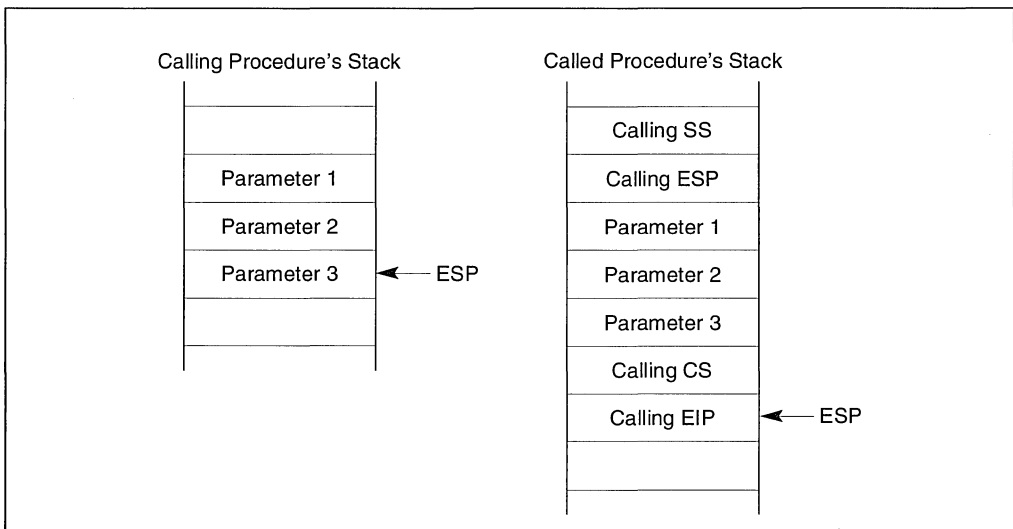 Calling Procedure's Stack
Parameter 1
Parameter 2
Parameter 3
ESP
Called Procedure's Stack
Calling SS
Calling ESP
Parameter 1
Parameter 2
Parameter 3
Calling CS
Calling EIP
ESP